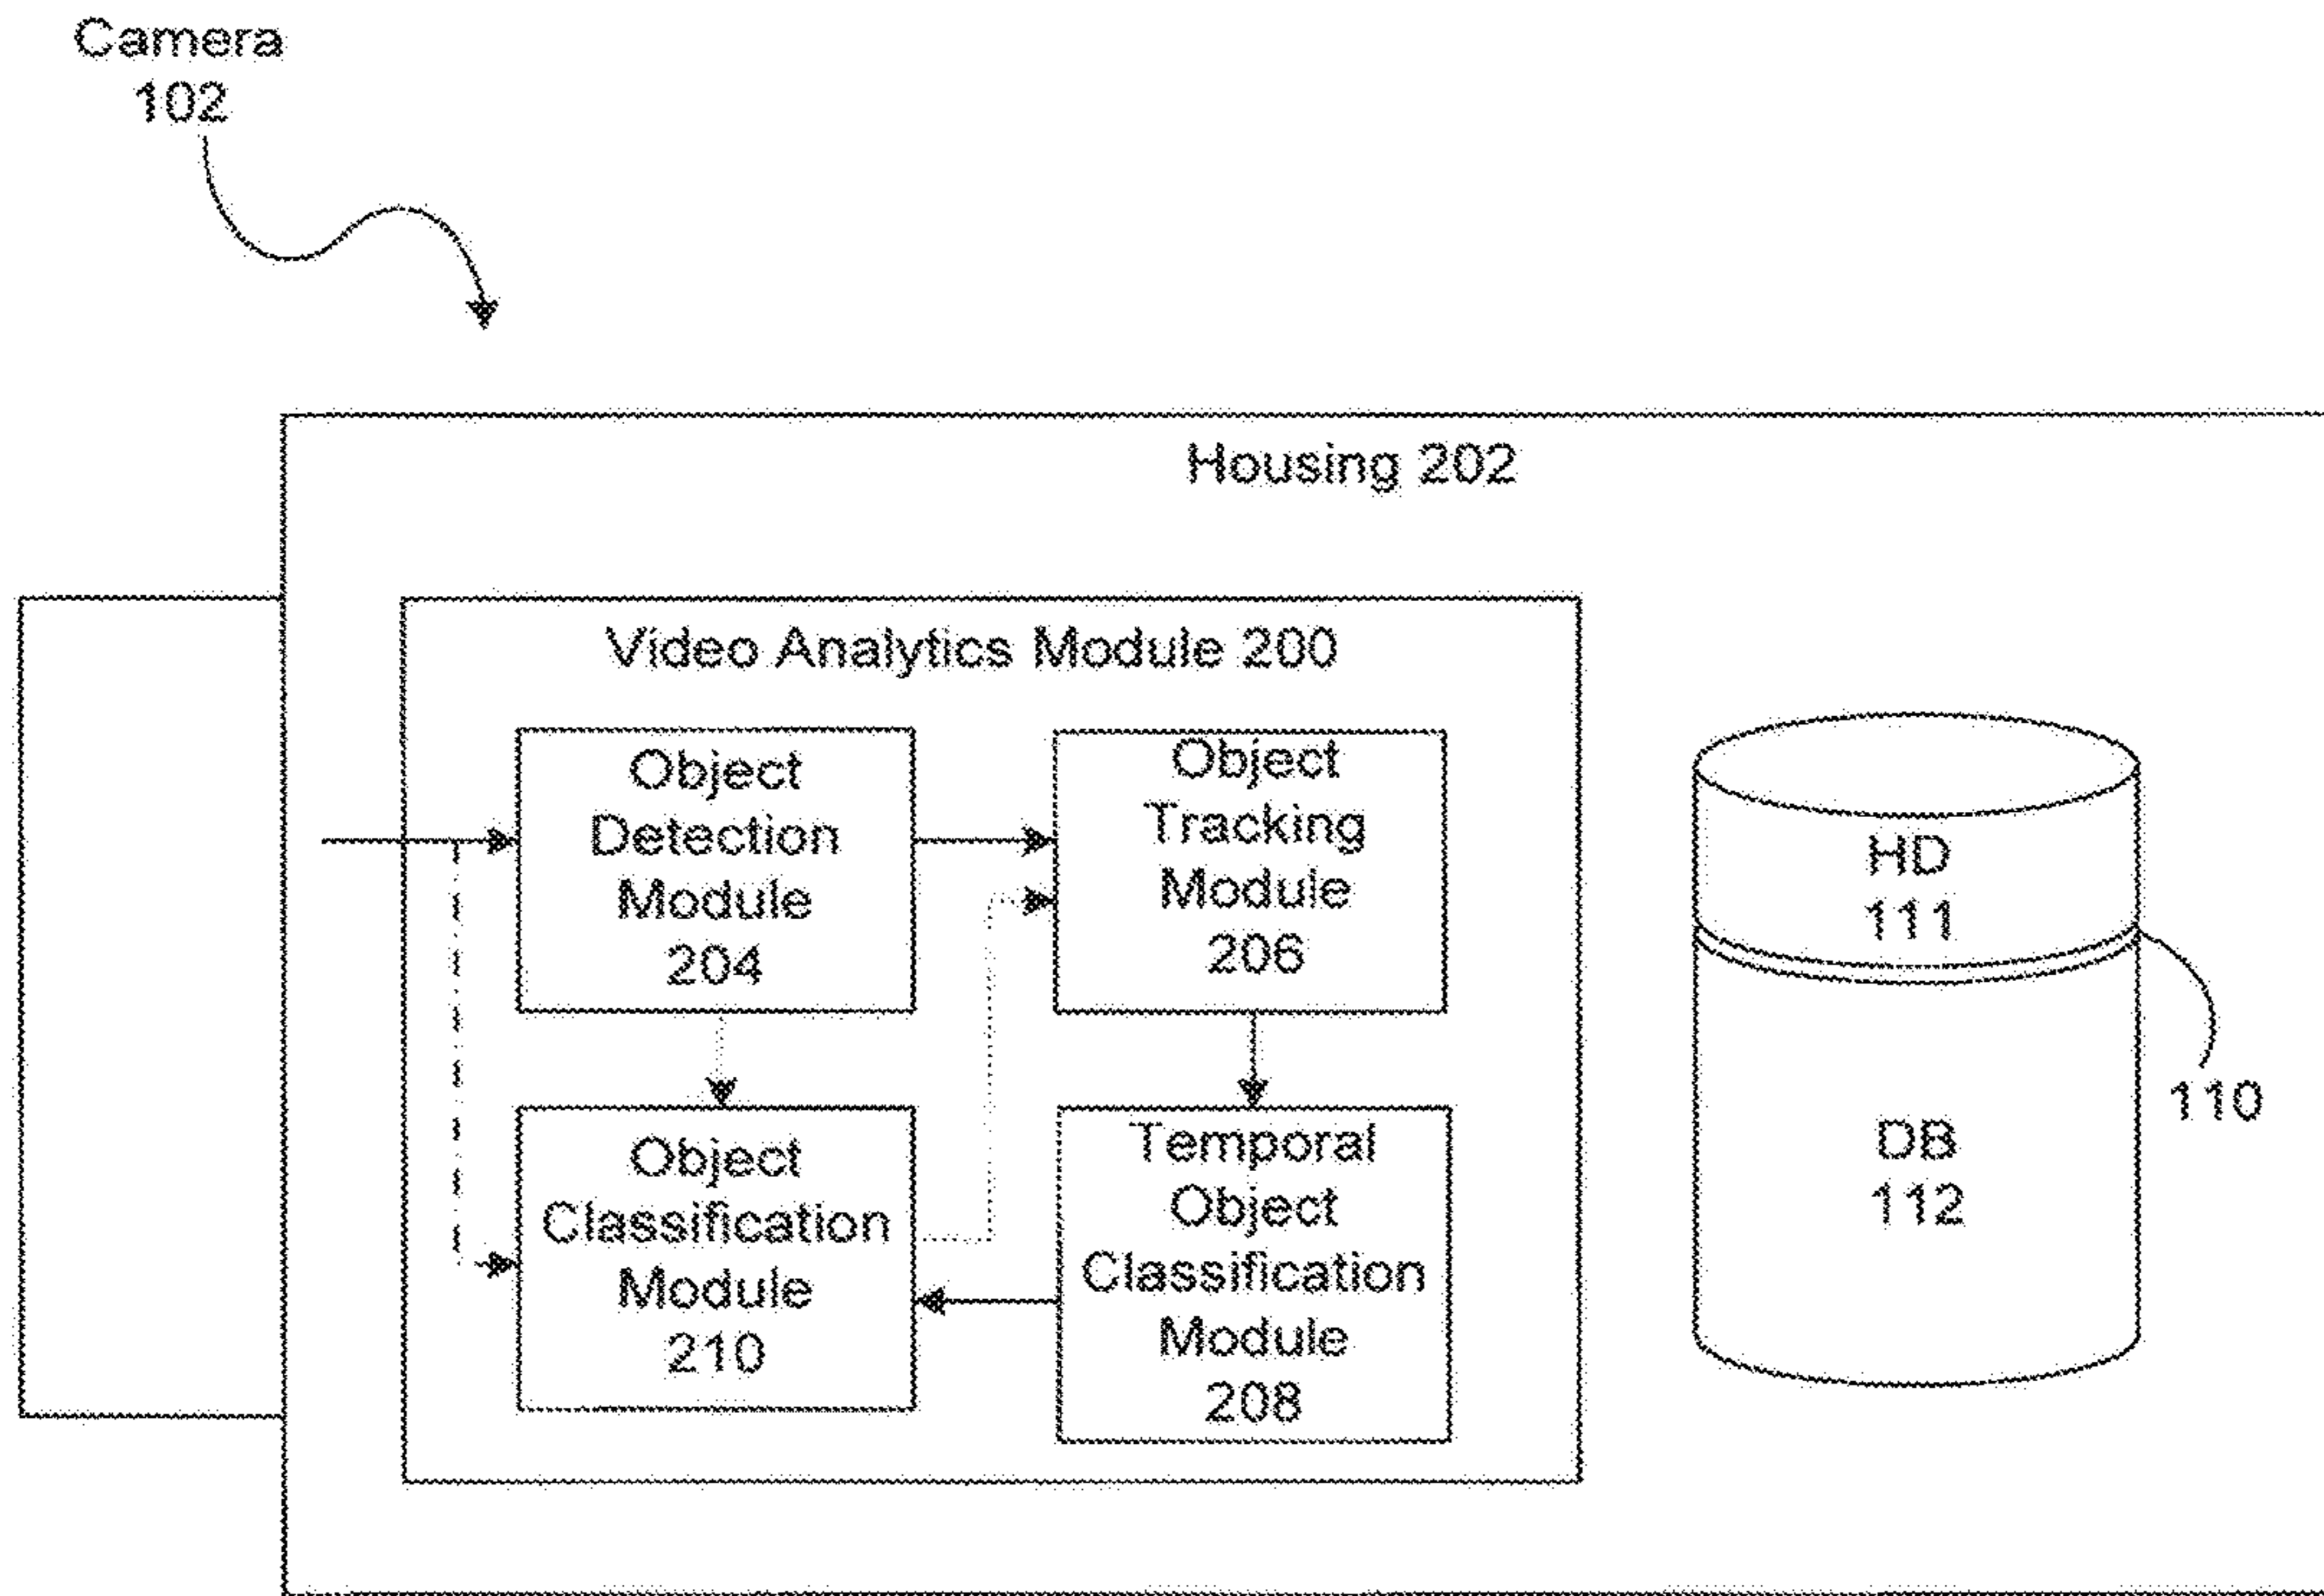 Camera
102
Housing 202
Video Analytics Module 200
Object
Detection
Module
204
Object
Tracking
Module
206
Object
Classification
Module
210
Temporal
Object
Classification
Module
208
HD
111
110
DB
112